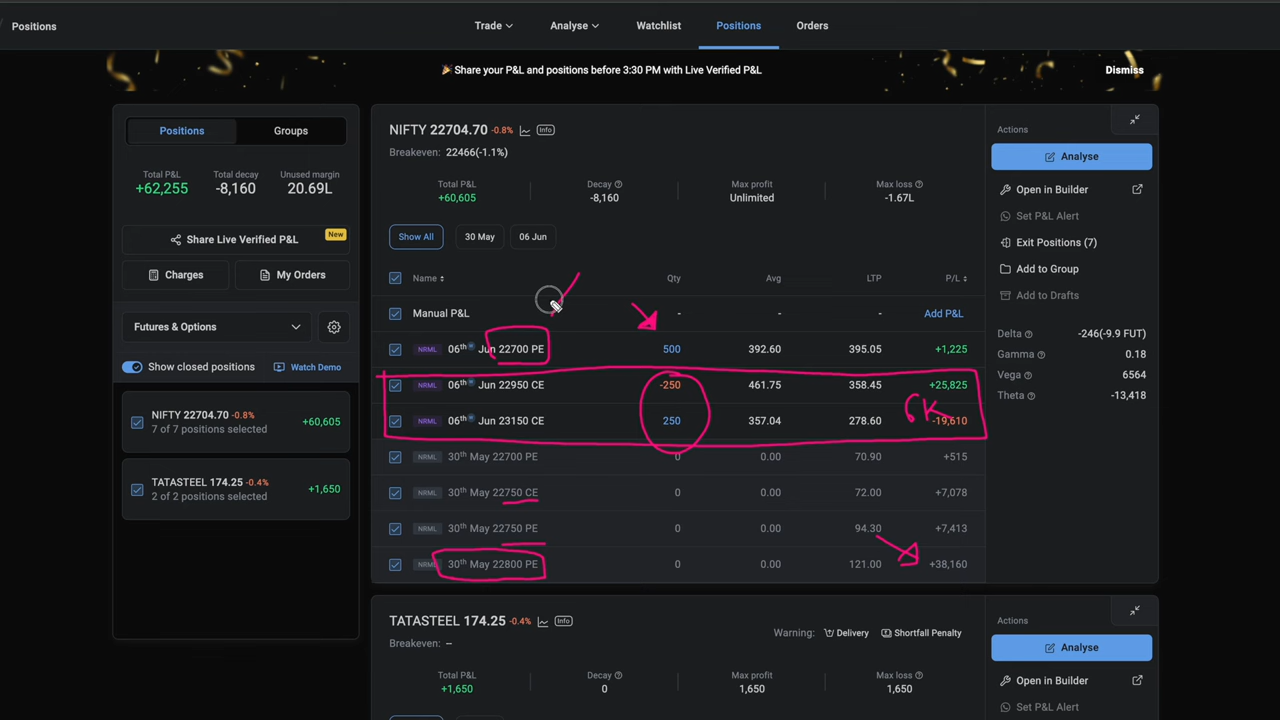 Positions
Trade Analyse Watchlist Positions Orders
🎉Share your P&L and positions before 3:30 PM with Live Verified P&L
Dismiss
Positions Groups
Total P&L Total decay Unused margin
+62,255 -8,160 20.69L
Share Live Verified P&L New
Charges My Orders
Futures & Options
Show closed positions Watch Demo
NIFTY 22704.70 -0.8%
7 of 7 positions selected +60,605
TATASTEEL 174.25 -0.4%
2 of 2 positions selected +1,650
NIFTY 22704.70 -0.8% Info
Breakeven: 22466(-1.1%)
Total P&L Decay Max profit Max loss
+60,605 -8,160 Unlimited -1.67L
Show All 30 May 06 Jun
Name Qty Avg LTP P/L
Manual P&L - - - Add P&L
NRML 06th M Jun 22700 PE 500 392.60 395.05 +1,225
NRML 06th M Jun 22950 CE -250 461.75 358.45 +25,825
6K
NRML 06th M Jun 23150 CE 250 357.04 278.60 -19,610
NRML 30th May 22700 PE 0 0.00 70.90 +515
NRML 30th May 22750 CE 0 0.00 72.00 +7,078
NRML 30th May 22750 PE 0 0.00 94.30 +7,413
NRML 30th May 22800 PE 0 0.00 121.00 +38,160
Actions
Analyse
Open in Builder
Set P&L Alert
Exit Positions (7)
Add to Group
Add to Drafts
Delta -246(-9.9 FUT)
Gamma 0.18
Vega 6564
Theta -13,418
TATASTEEL 174.25 -0.4% Info
Breakeven: --
Warning: Delivery Shortfall Penalty
Total P&L Decay Max profit Max loss
+1,650 0 1,650 1,650
Actions
Analyse
Open in Builder
Set P&L Alert